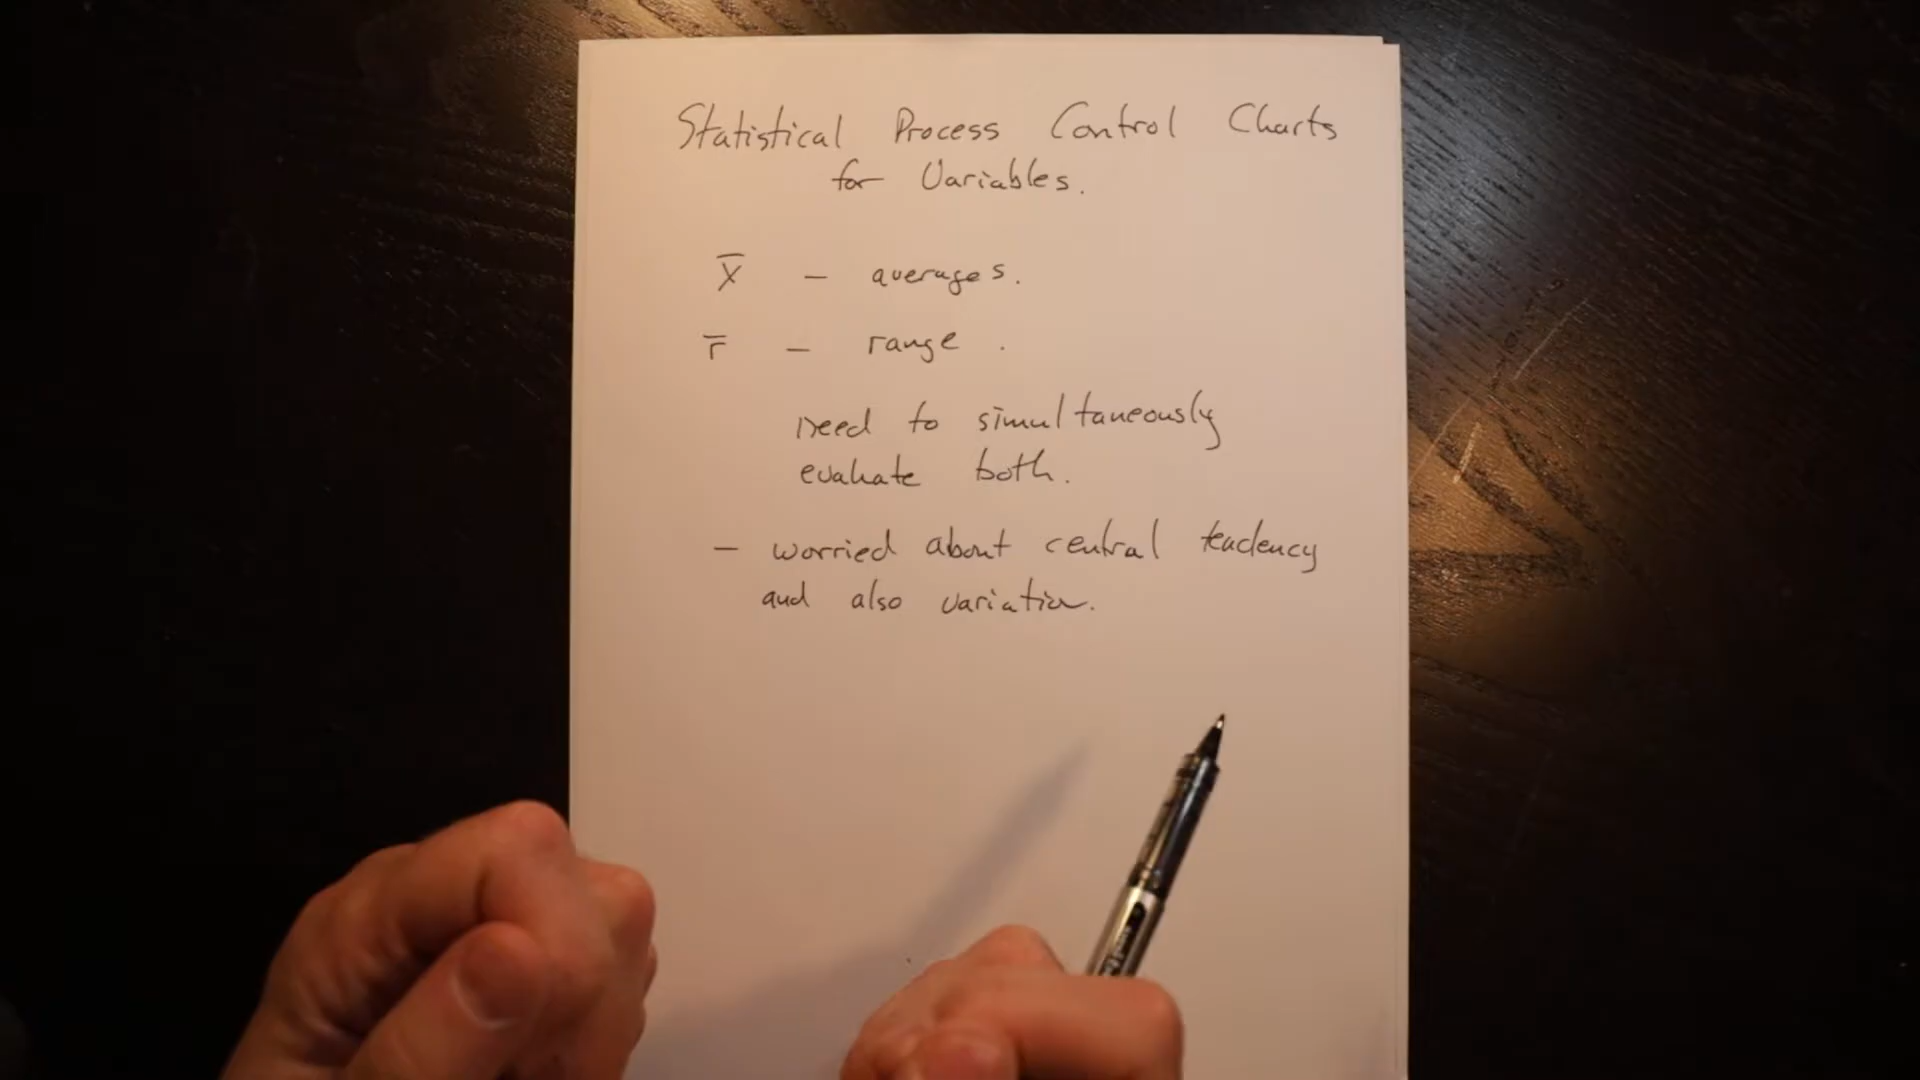 Statistical Process Control Charts
for Variables.
X̅ – averages.
r̅ – range .
need to simultaneously
evaluate both.
– worried about central tendency
and also variation.